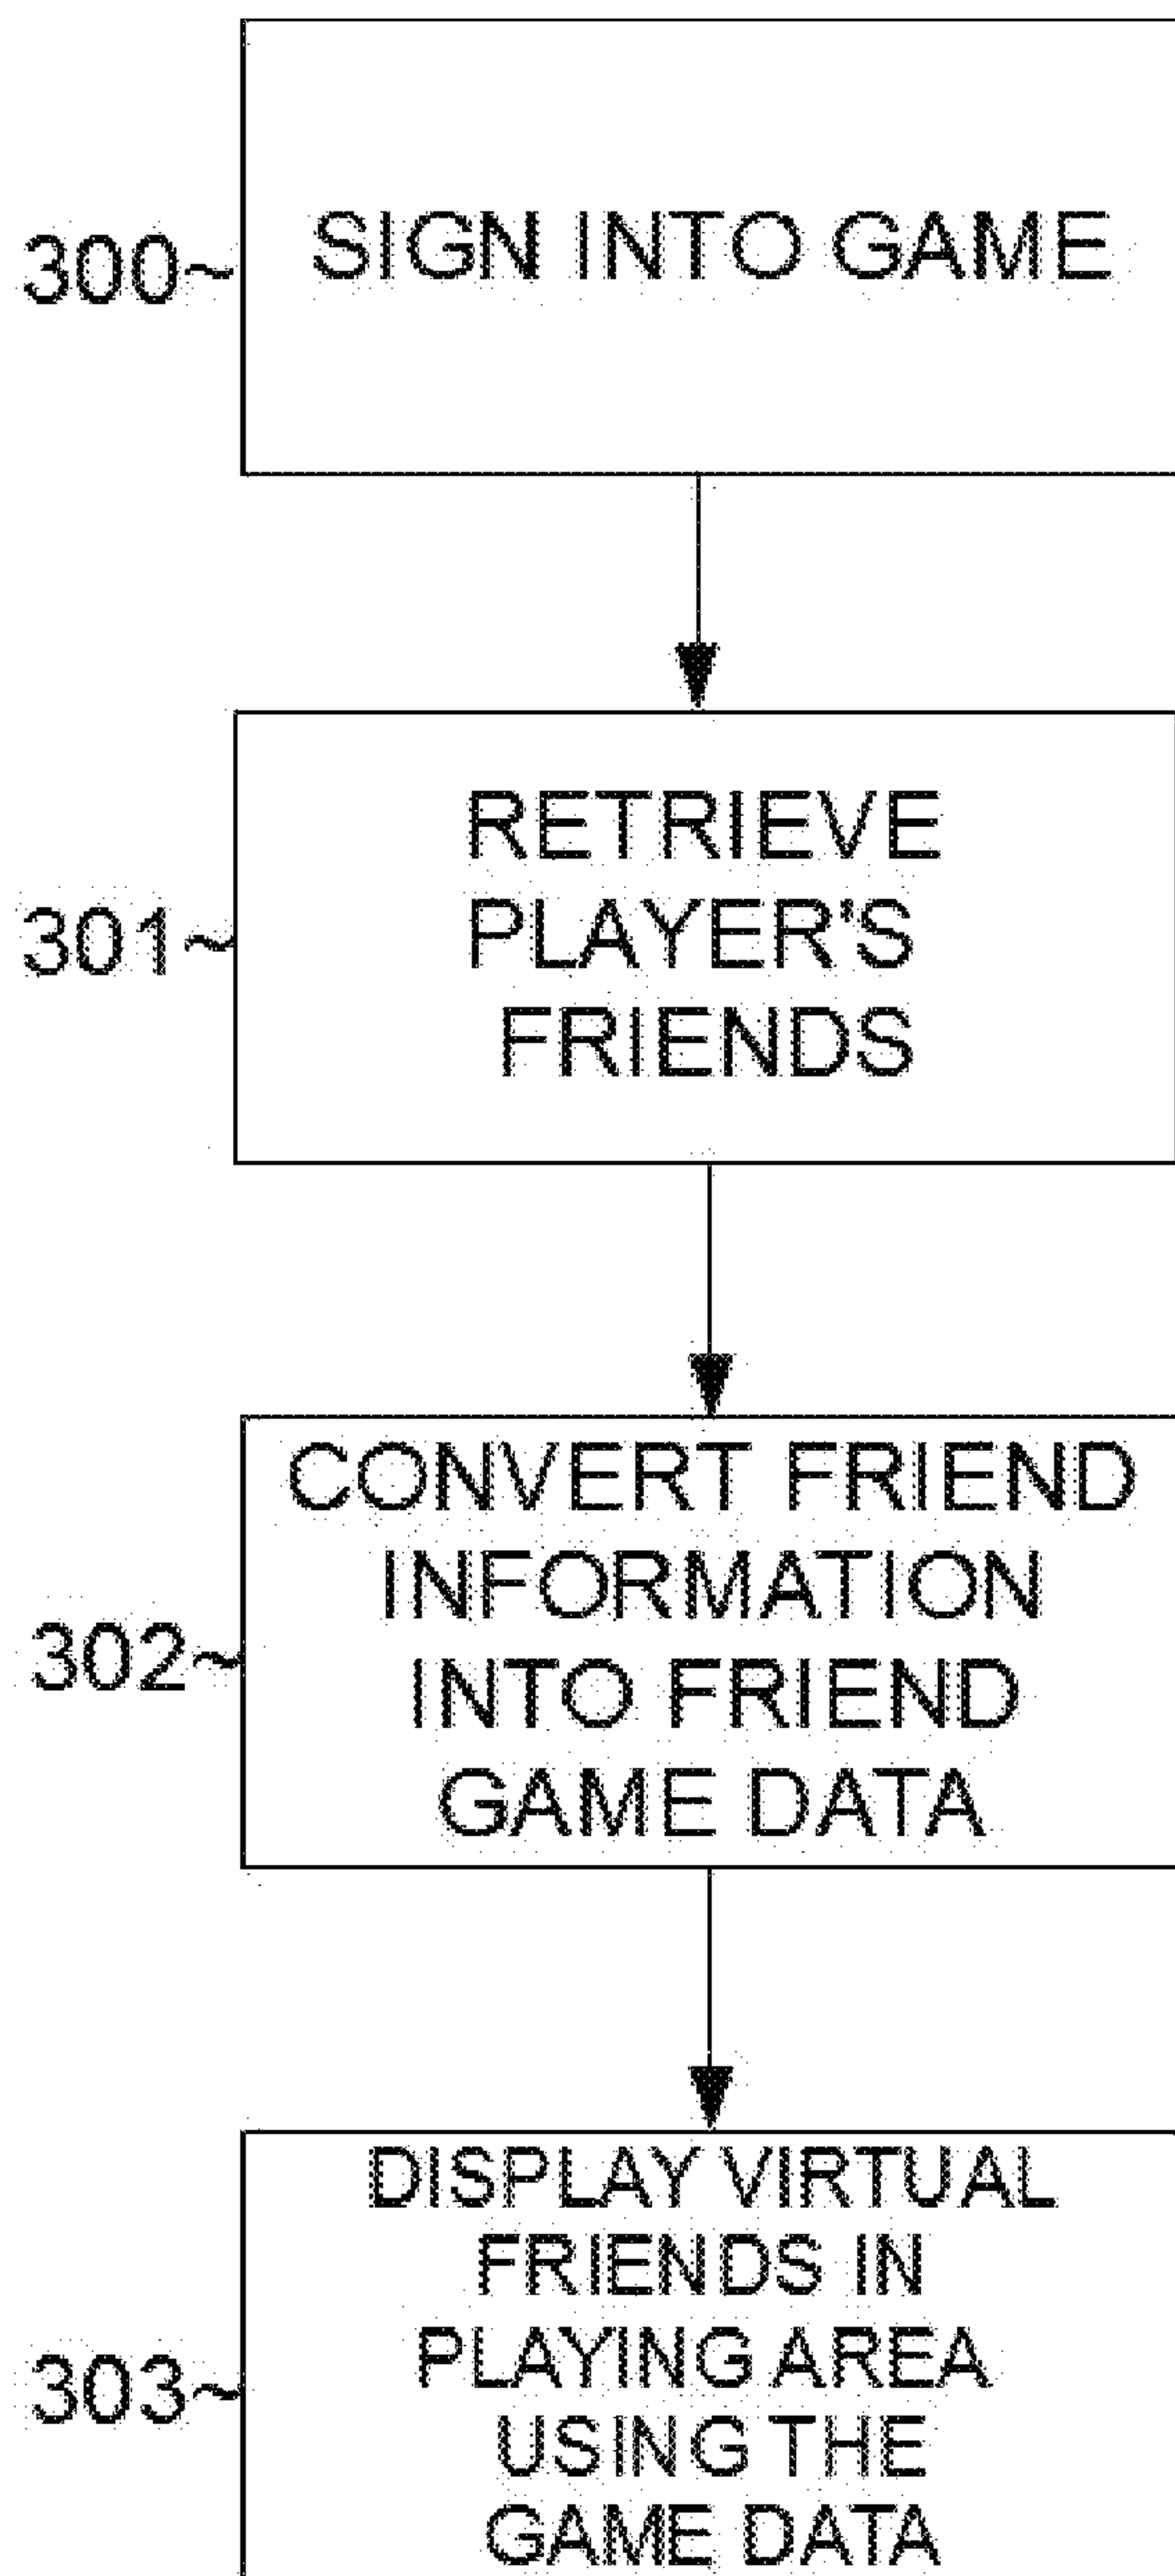 300~
SIGN INTO GAME
301~
RETRIEVE
PLAYER'S
FRIENDS
302~
CONVERT FRIEND
INFORMATION
INTO FRIEND
GAME DATA
303~
DISPLAY VIRTUAL
FRIENDS IN
PLAYING AREA
USING THE
GAME DATA